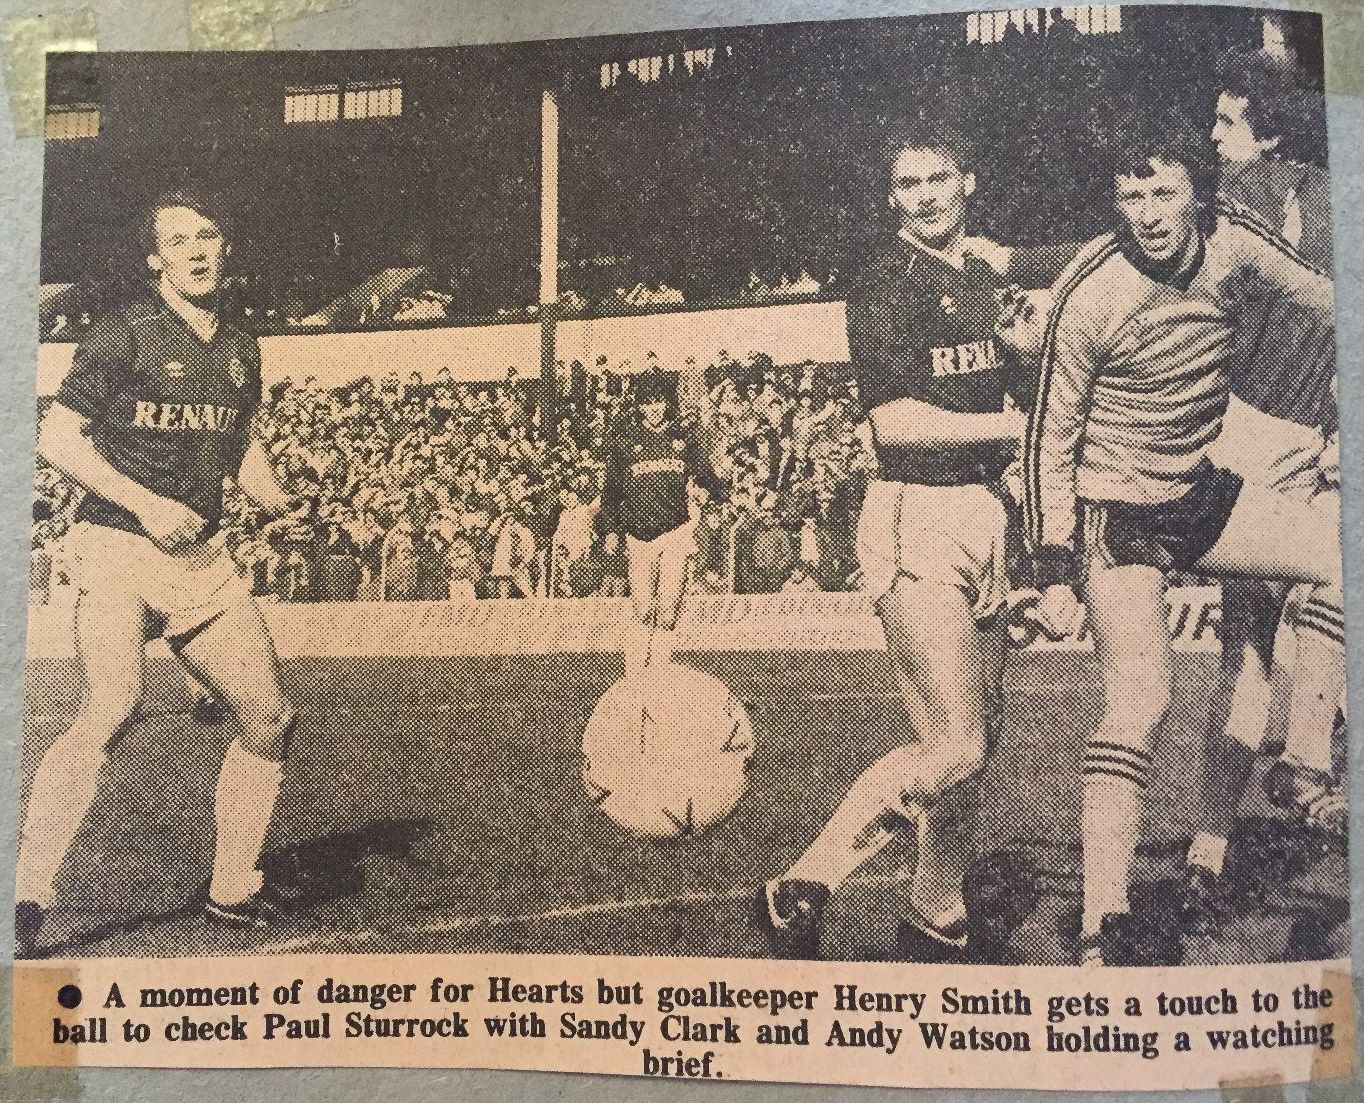 RENAU
RENA
● A moment of danger for Hearts but goalkeeper Henry Smith gets a touch to the
ball to check Paul Sturrock with Sandy Clark and Andy Watson holding a watching
brief.